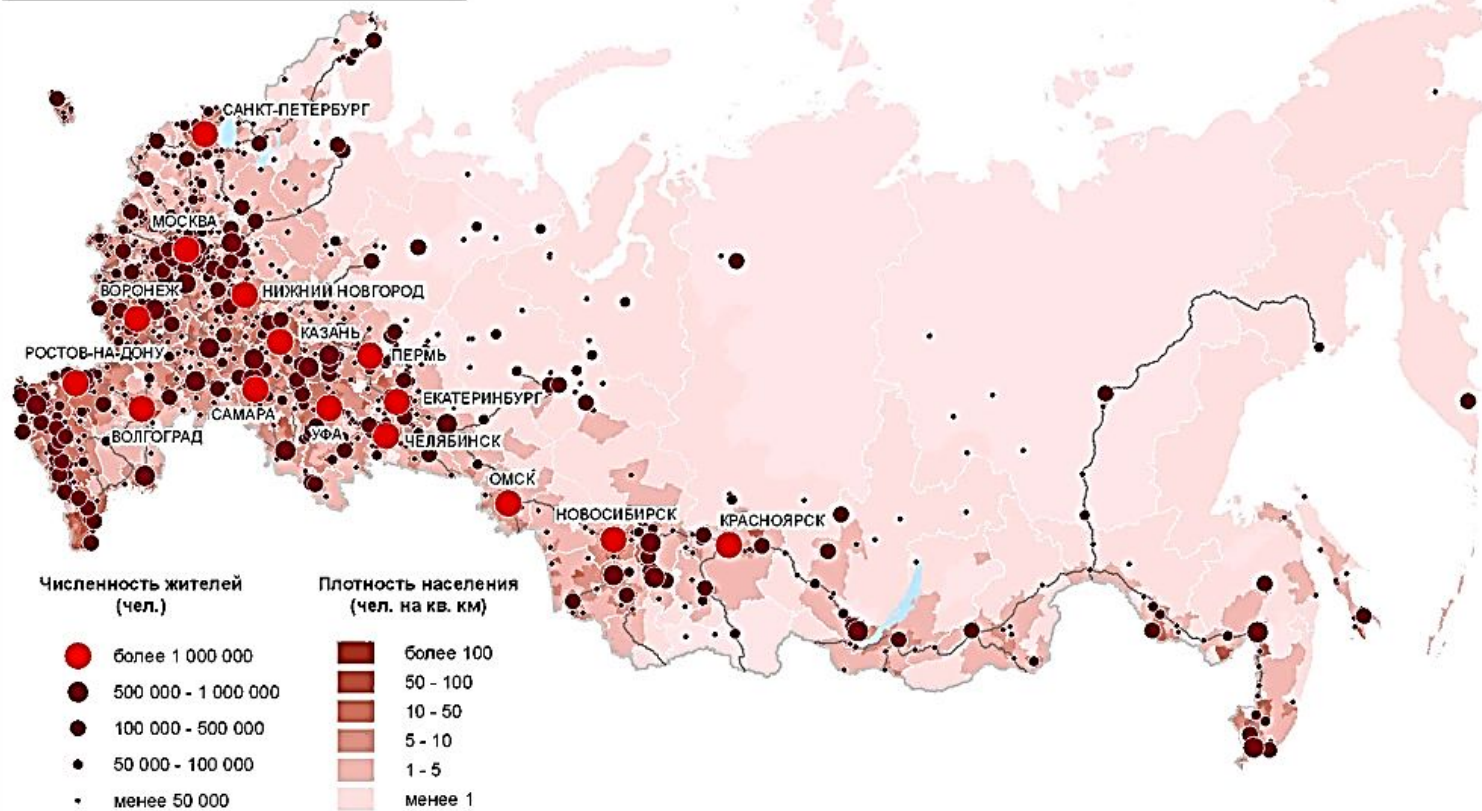 САНКТ-ПЕТЕРБУРГ
МОСКВА
ВОРОНЕЖ
НИЖНИЙ НОВГОРОД
КАЗАНЬ
РОСТОВ-НА-ДОНУ
ПЕРМЬ
ЕКАТЕРИНБУРГ
САМАРА
ВОЛГОГРАД
УФА
ЧЕЛЯБИНСК
ОМСК
НОВОСИБИРСК
КРАСНОЯРСК
Численность жителей
(чел.)
более 1 000 000
500 000 - 1 000 000
100 000 - 500 000
50 000 - 100 000
менее 50 000
Плотность населения
(чел. на кв. км)
более 100
50 - 100
10 - 50
5 - 10
1 - 5
менее 1